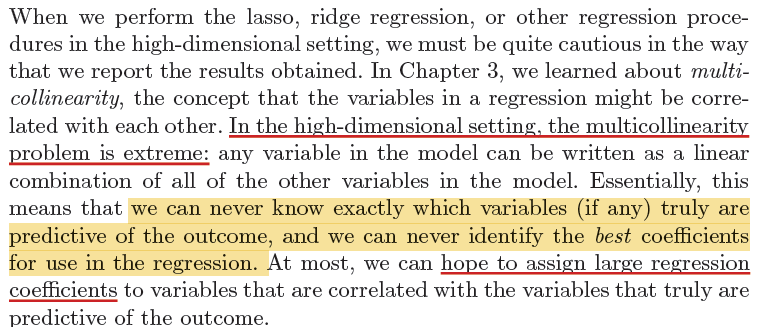 When we perform the lasso, ridge regression, or other regression proce-
dures in the high-dimensional setting, we must be quite cautious in the way
that we report the results obtained. In Chapter 3, we learned about multi-
collinearity, the concept that the variables in a regression might be corre-
lated with each other. In the high-dimensional setting, the multicollinearity
problem is extreme: any variable in the model can be written as a linear
combination of all of the other variables in the model. Essentially, this
means that we can never know exactly which variables (if any) truly are
predictive of the outcome, and we can never identify the best coefficients
for use in the regression. At most, we can hope to assign large regression
coefficients to variables that are correlated with the variables that truly are
predictive of the outcome.